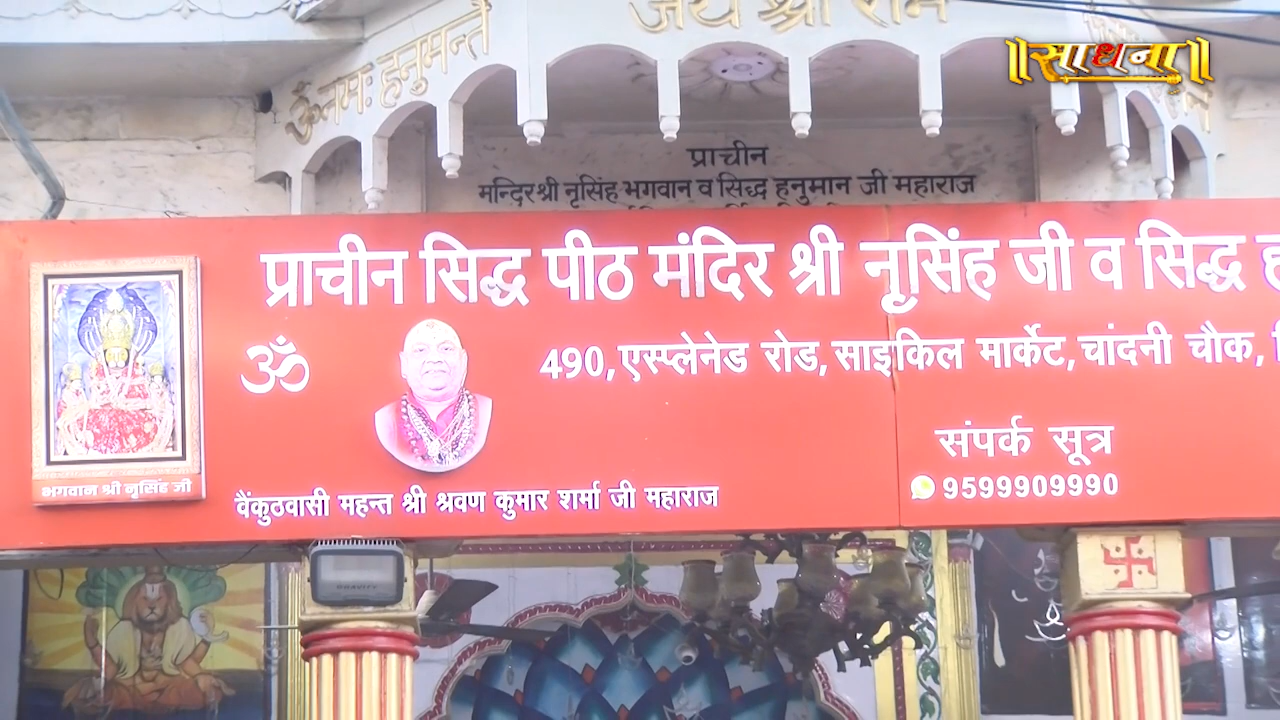 जय श्री राम
॥साधना॥
ॐ नमः हनुमन्ते
प्राचीन
मन्दिर श्री नृसिंह भगवान व सिद्ध हनुमान जी महाराज
प्राचीन सिद्ध पीठ मंदिर श्री नृसिंह जी व सिद्ध ह
ॐ
490, एस्प्लेनेड रोड, साइकिल मार्केट, चांदनी चौक,
संपर्क सूत्र
9599909990
भगवान श्री नृसिंह जी
वैंकुठवासी महन्त श्री श्रवण कुमार शर्मा जी महाराज